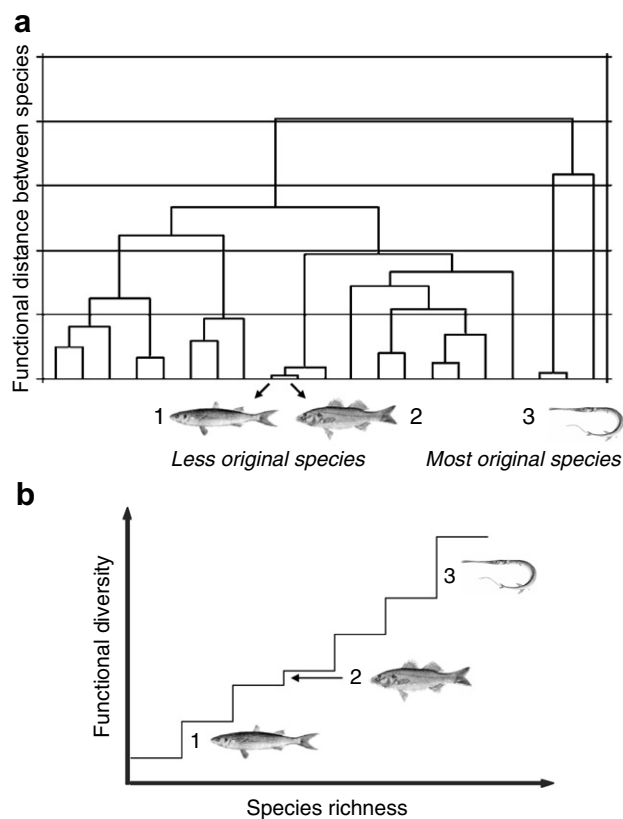 a
Functional distance between species
1
2
3
Less original species
Most original species
b
Functional diversity
3
2
1
Species richness